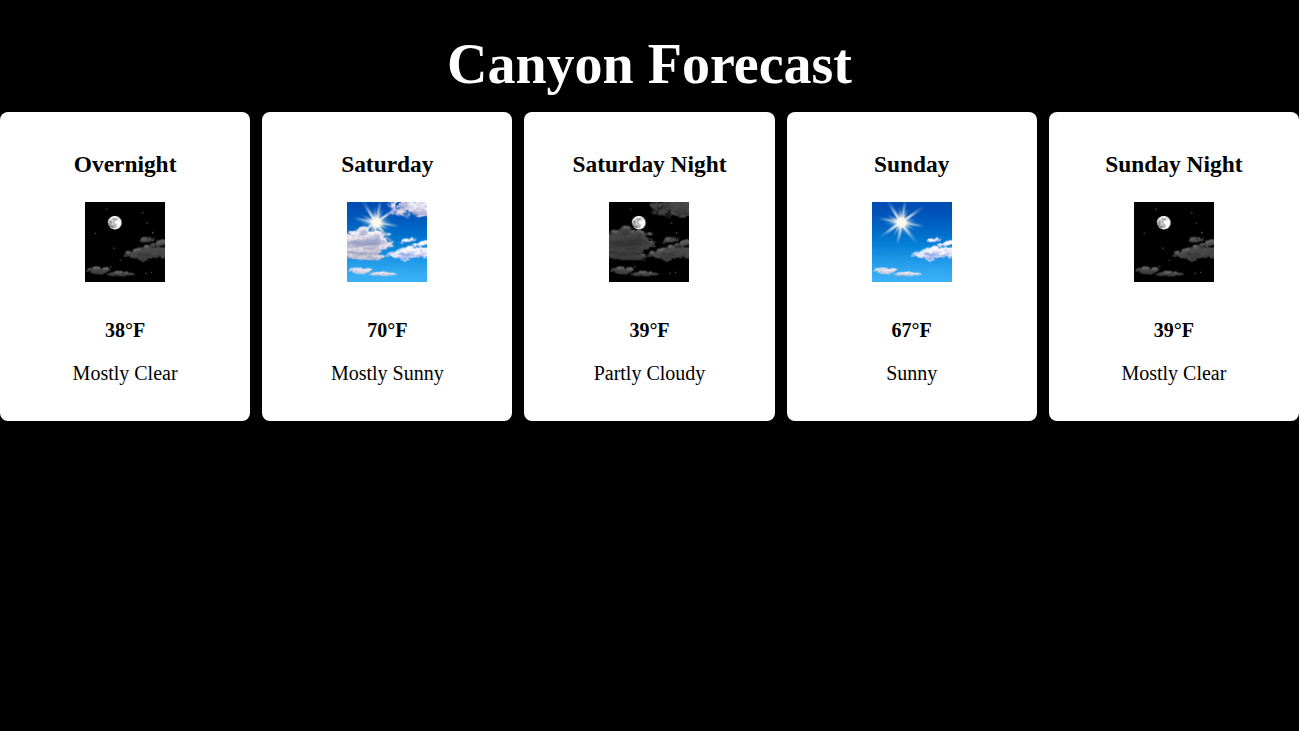 Canyon Forecast
Overnight
38°F
Mostly Clear
Saturday
70°F
Mostly Sunny
Saturday Night
39°F
Partly Cloudy
Sunday
67°F
Sunny
Sunday Night
39°F
Mostly Clear